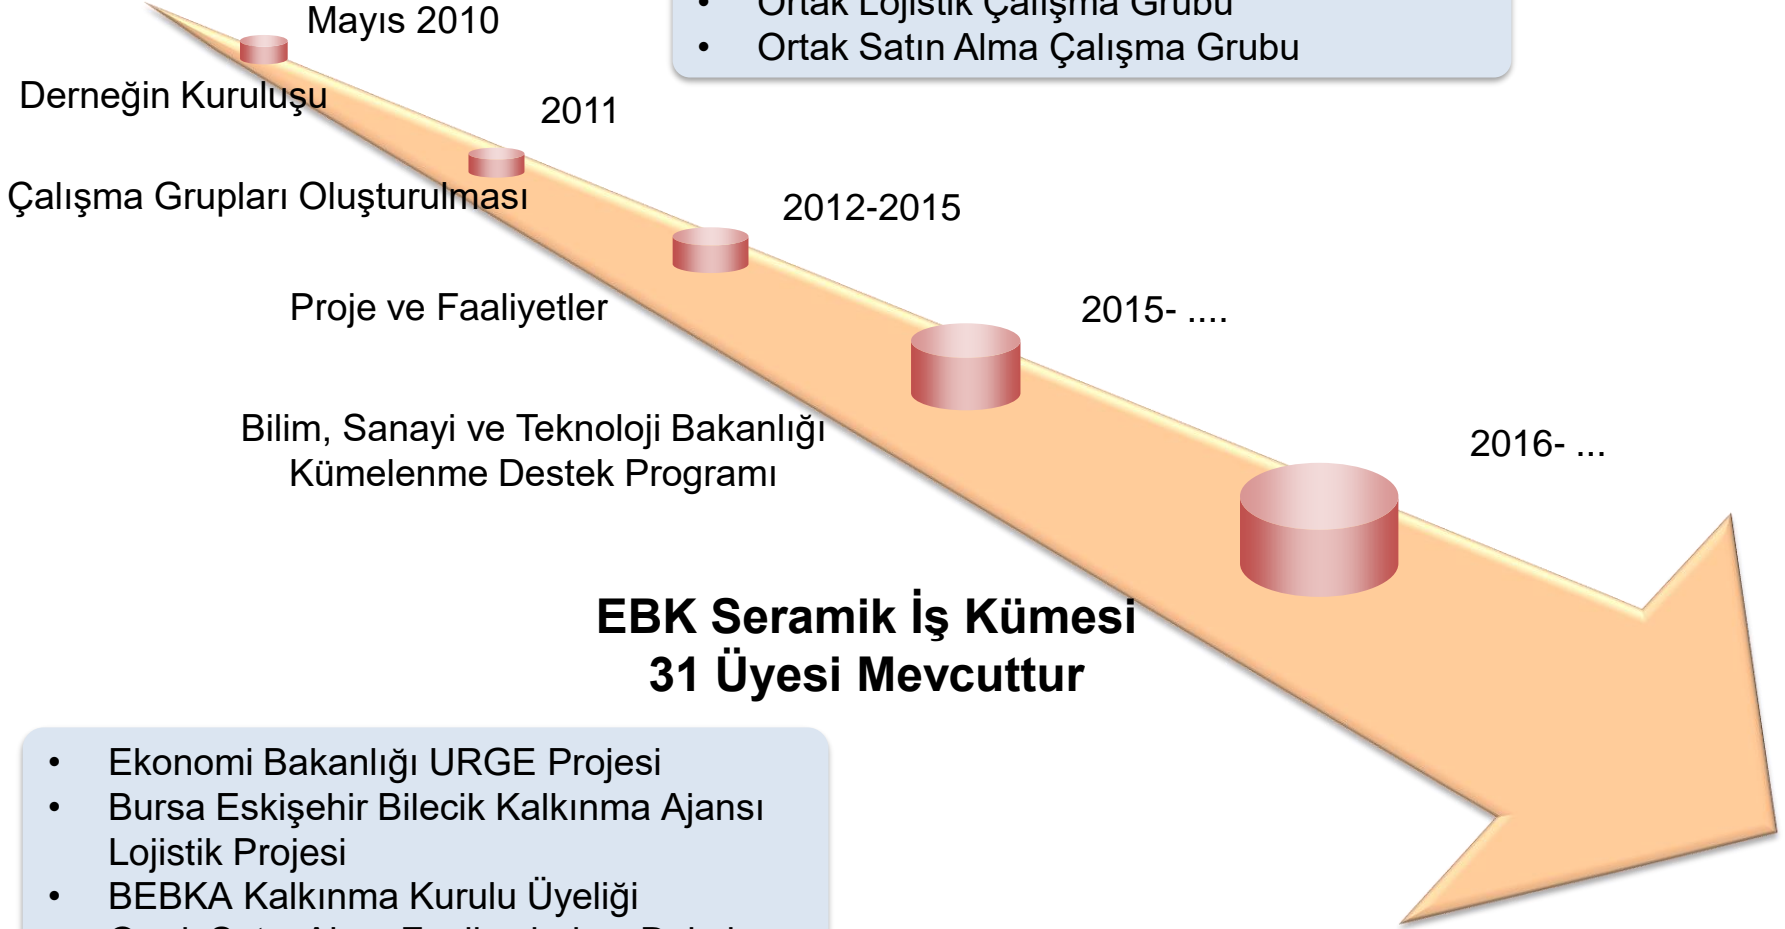 Mayıs 2010
• Ortak Lojistik Çalışma Grubu
• Ortak Satın Alma Çalışma Grubu
Derneğin Kuruluşu
2011
Çalışma Grupları Oluşturulması
2012-2015
Proje ve Faaliyetler
2015- ....
Bilim, Sanayi ve Teknoloji Bakanlığı
Kümelenme Destek Programı
2016- ...
EBK Seramik İş Kümesi
31 Üyesi Mevcuttur
• Ekonomi Bakanlığı URGE Projesi
• Bursa Eskişehir Bilecik Kalkınma Ajansı
Lojistik Projesi
• BEBKA Kalkınma Kurulu Üyeliği